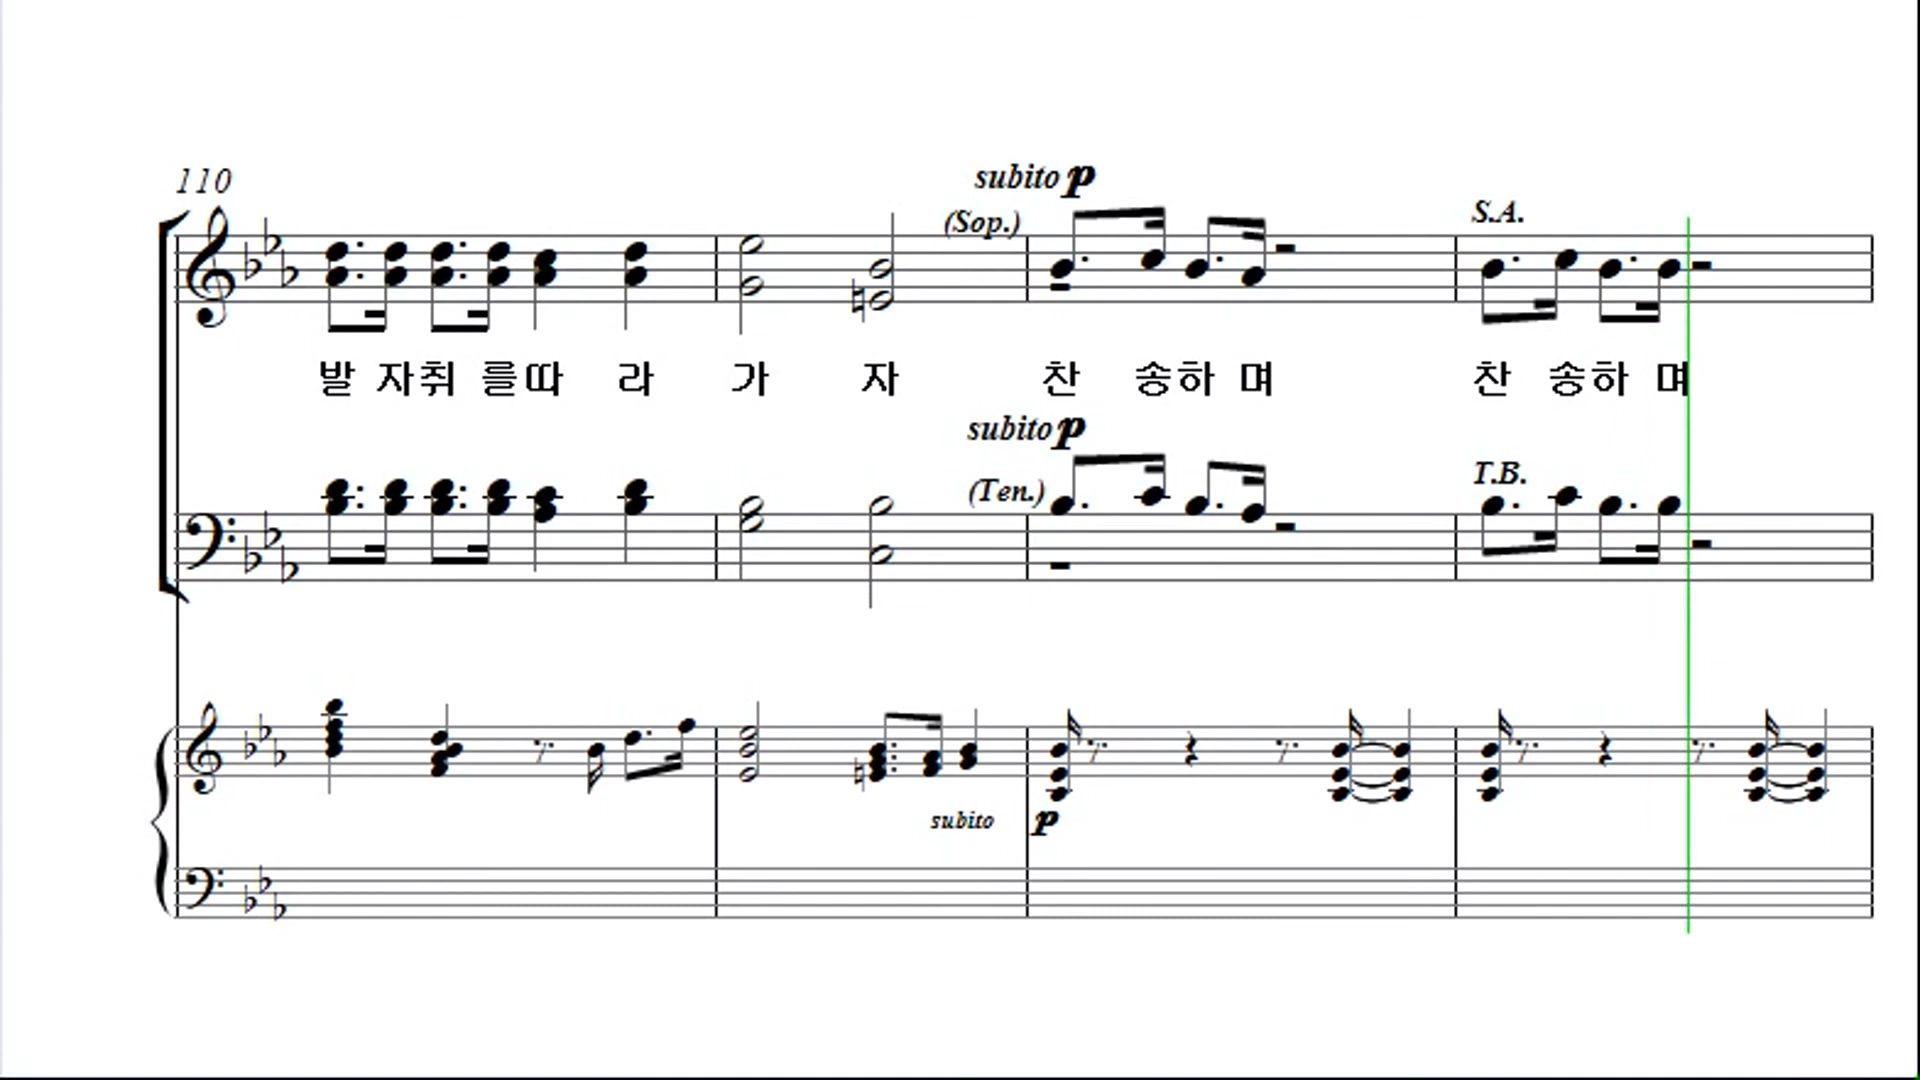 110
subito p
(Sop.)
S.A.
발 자취 를따 라 가 자 찬 송하 며 찬 송하 며
subito p
(Ten.)
T.B.
subito p